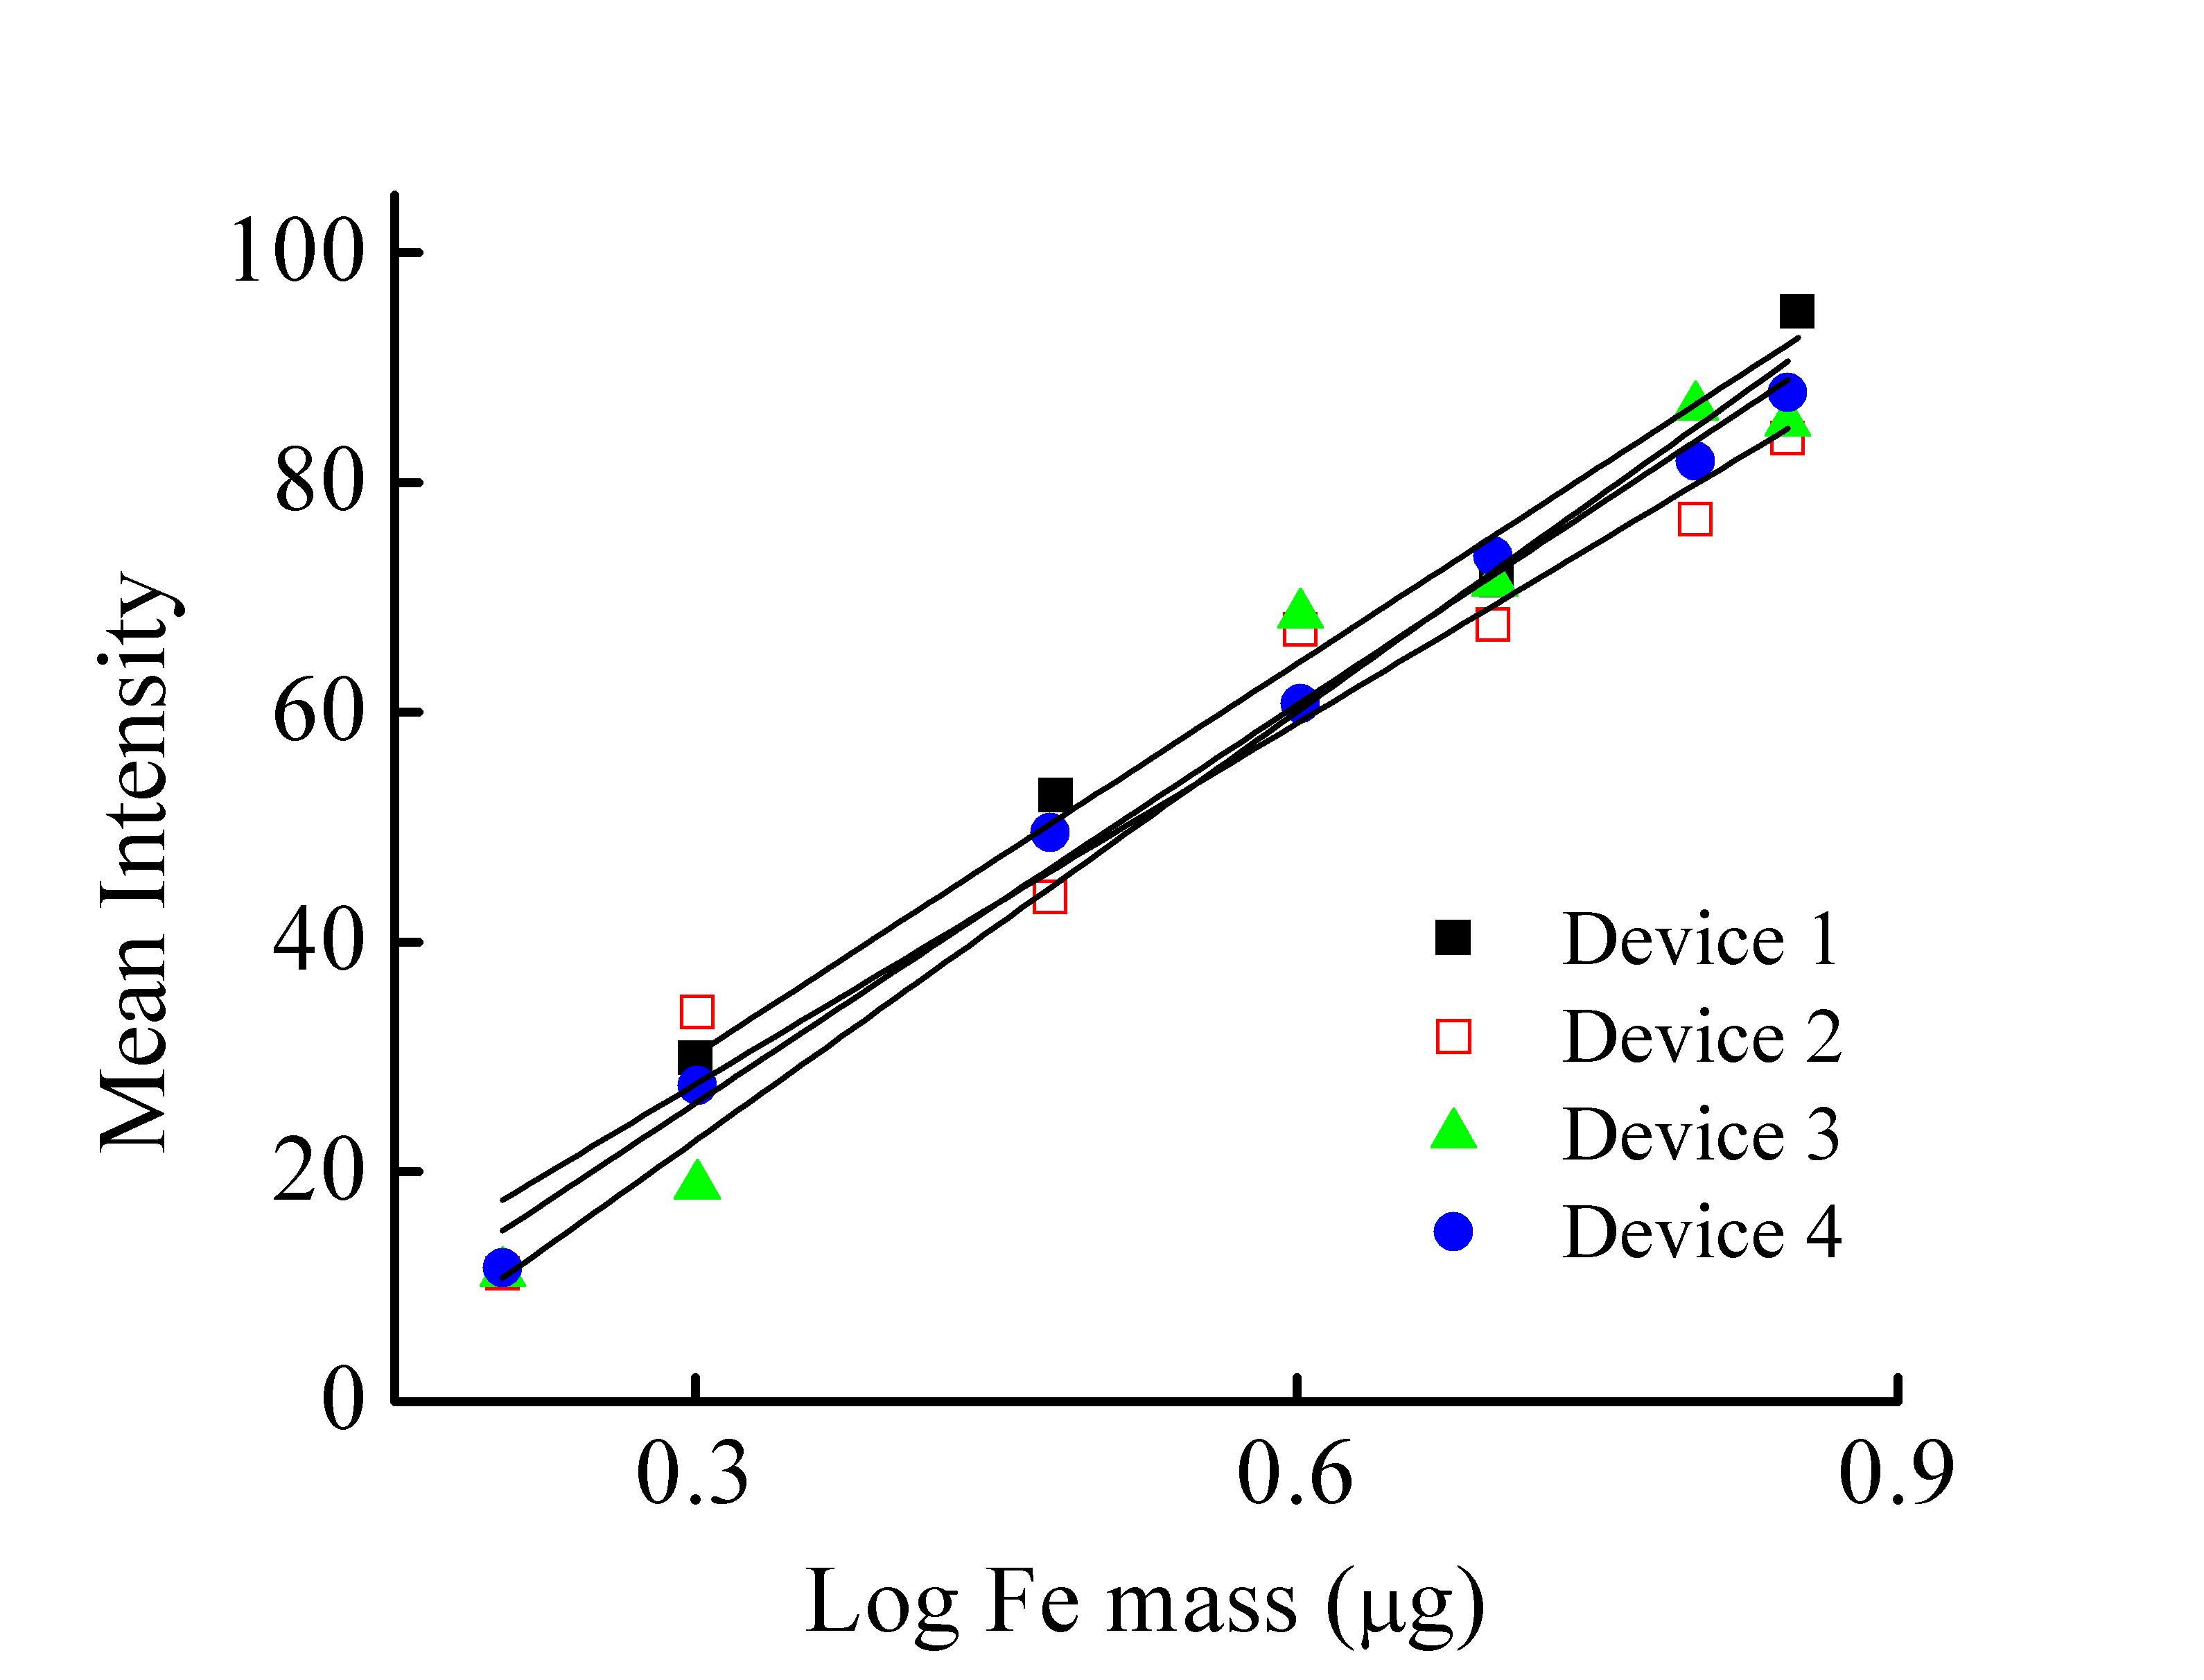 100
80
60
40
20
0
Mean Intensity
0.3
0.6
0.9
Log Fe mass (μg)
Device 1
Device 2
Device 3
Device 4